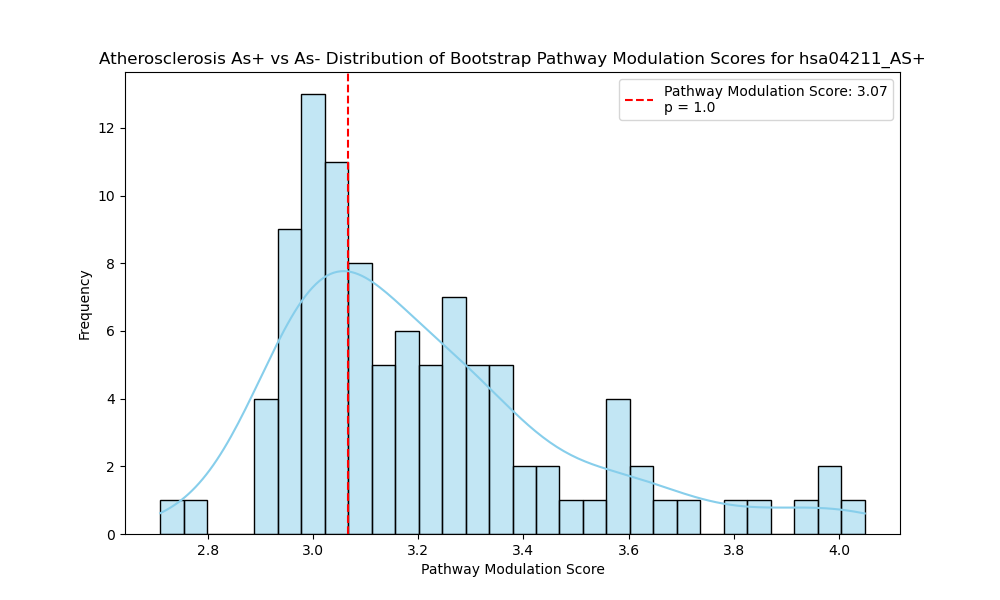 Atherosclerosis As+ vs As- Distribution of Bootstrap Pathway Modulation Scores for hsa04211_AS+
Pathway Modulation Score: 3.07
p = 1.0
Frequency
12
10
8
6
4
2
0
2.8 3.0 3.2 3.4 3.6 3.8 4.0
Pathway Modulation Score